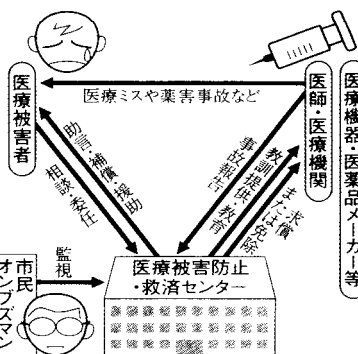 医療被害者
医療ミスや薬害事故など
医師・医療機関
医療機器・医薬品メーカー等
助言・補償・援助
相談・委任
事故報告
教訓提供・教育
求償
または免除
市民
オンブズマン
監視
医療被害防止
・救済センター